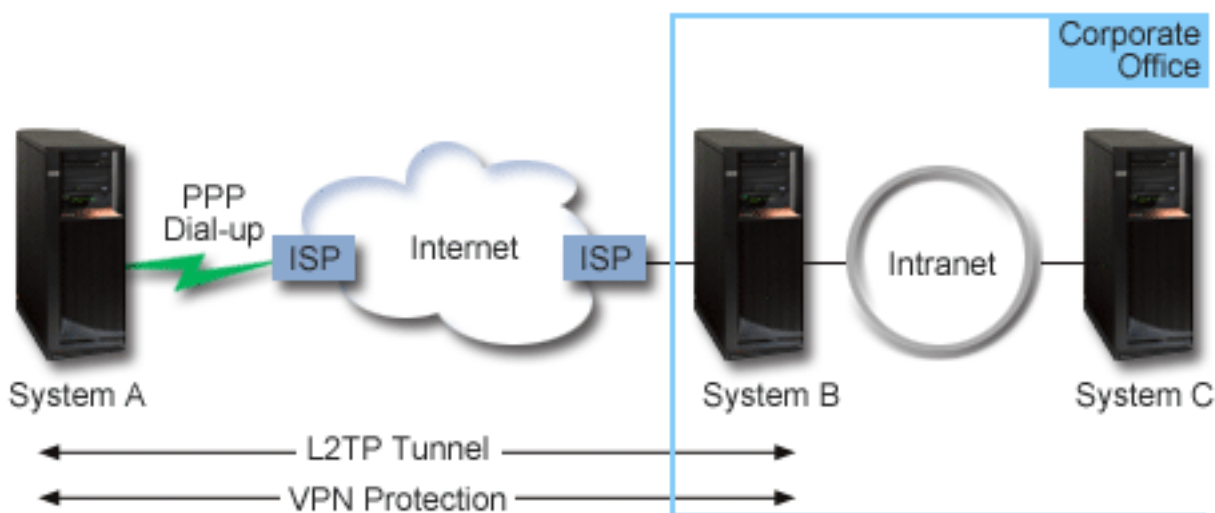 Corporate
Office
PPP
Dial-up
ISP
Internet
ISP
Intranet
System A
System B
System C
L2TP Tunnel
VPN Protection